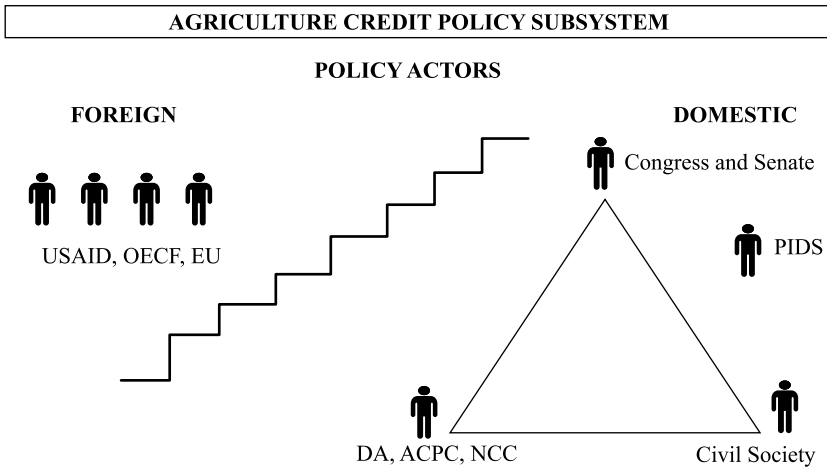 AGRICULTURE CREDIT POLICY SUBSYSTEM
POLICY ACTORS
FOREIGN
DOMESTIC
Congress and Senate
PIDS
USAID, OECF, EU
DA, ACPC, NCC
Civil Society